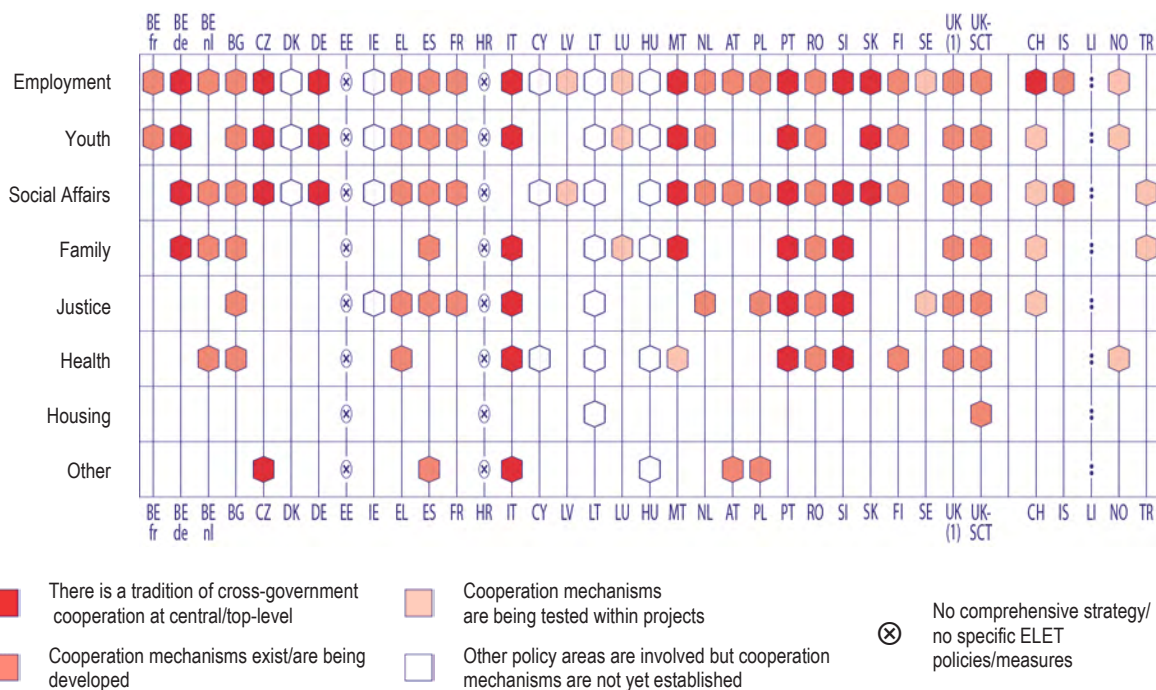 BE fr BE de BE nl BG CZ DK DE EE IE EL ES FR HR IT CY LV LT LU HU MT NL AT PL PT RO SI SK FI SE UK (1) UK-SCT CH IS LI NO TR
Employment
Youth
Social Affairs
Family
Justice
Health
Housing
Other
BE fr BE de BE nl BG CZ DK DE EE IE EL ES FR HR IT CY LV LT LU HU MT NL AT PL PT RO SI SK FI SE UK (1) UK-SCT CH IS LI NO TR
There is a tradition of cross-government
cooperation at central/top-level
Cooperation mechanisms exist/are being
developed
Cooperation mechanisms
are being tested within projects
Other policy areas are involved but cooperation
mechanisms are not yet established
No comprehensive strategy/
no specific ELET
policies/measures